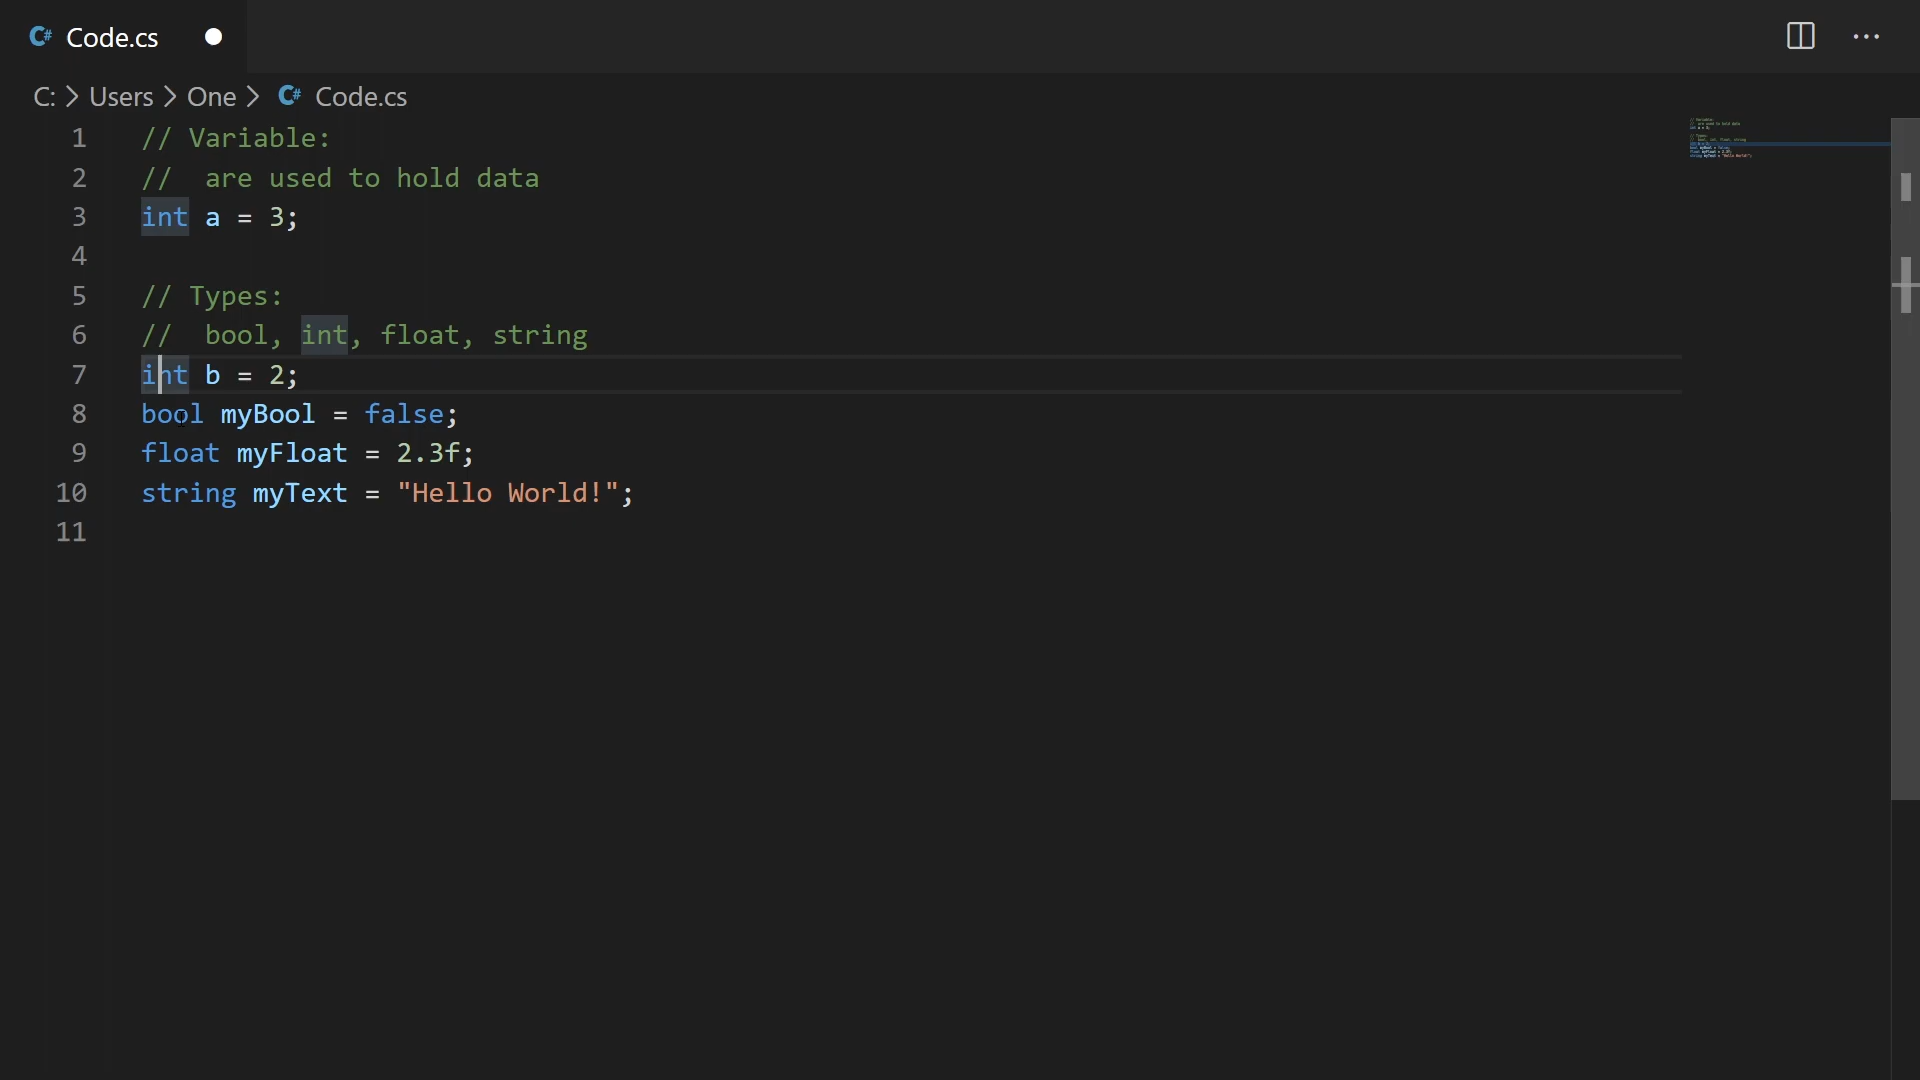 C# Code.cs ● ···
C: > Users > One > C# Code.cs
1 // Variable:
2 //  are used to hold data
3 int a = 3;
4
5 // Types:
6 //  bool, int, float, string
7 int b = 2;
8 bool myBool = false;
9 float myFloat = 2.3f;
10 string myText = "Hello World!";
11